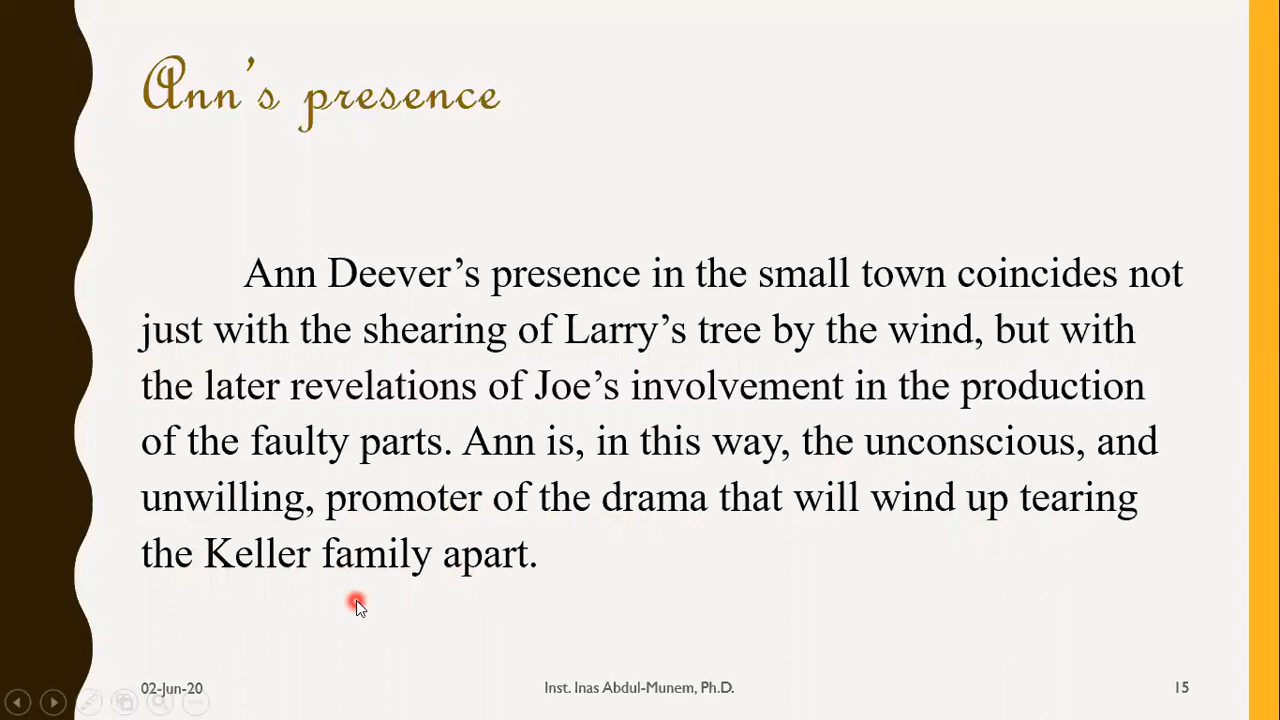 Ann’s presence
Ann Deever’s presence in the small town coincides not
just with the shearing of Larry’s tree by the wind, but with
the later revelations of Joe’s involvement in the production
of the faulty parts. Ann is, in this way, the unconscious, and
unwilling, promoter of the drama that will wind up tearing
the Keller family apart.
02-Jun-20
Inst. Inas Abdul-Munem, Ph.D.
15